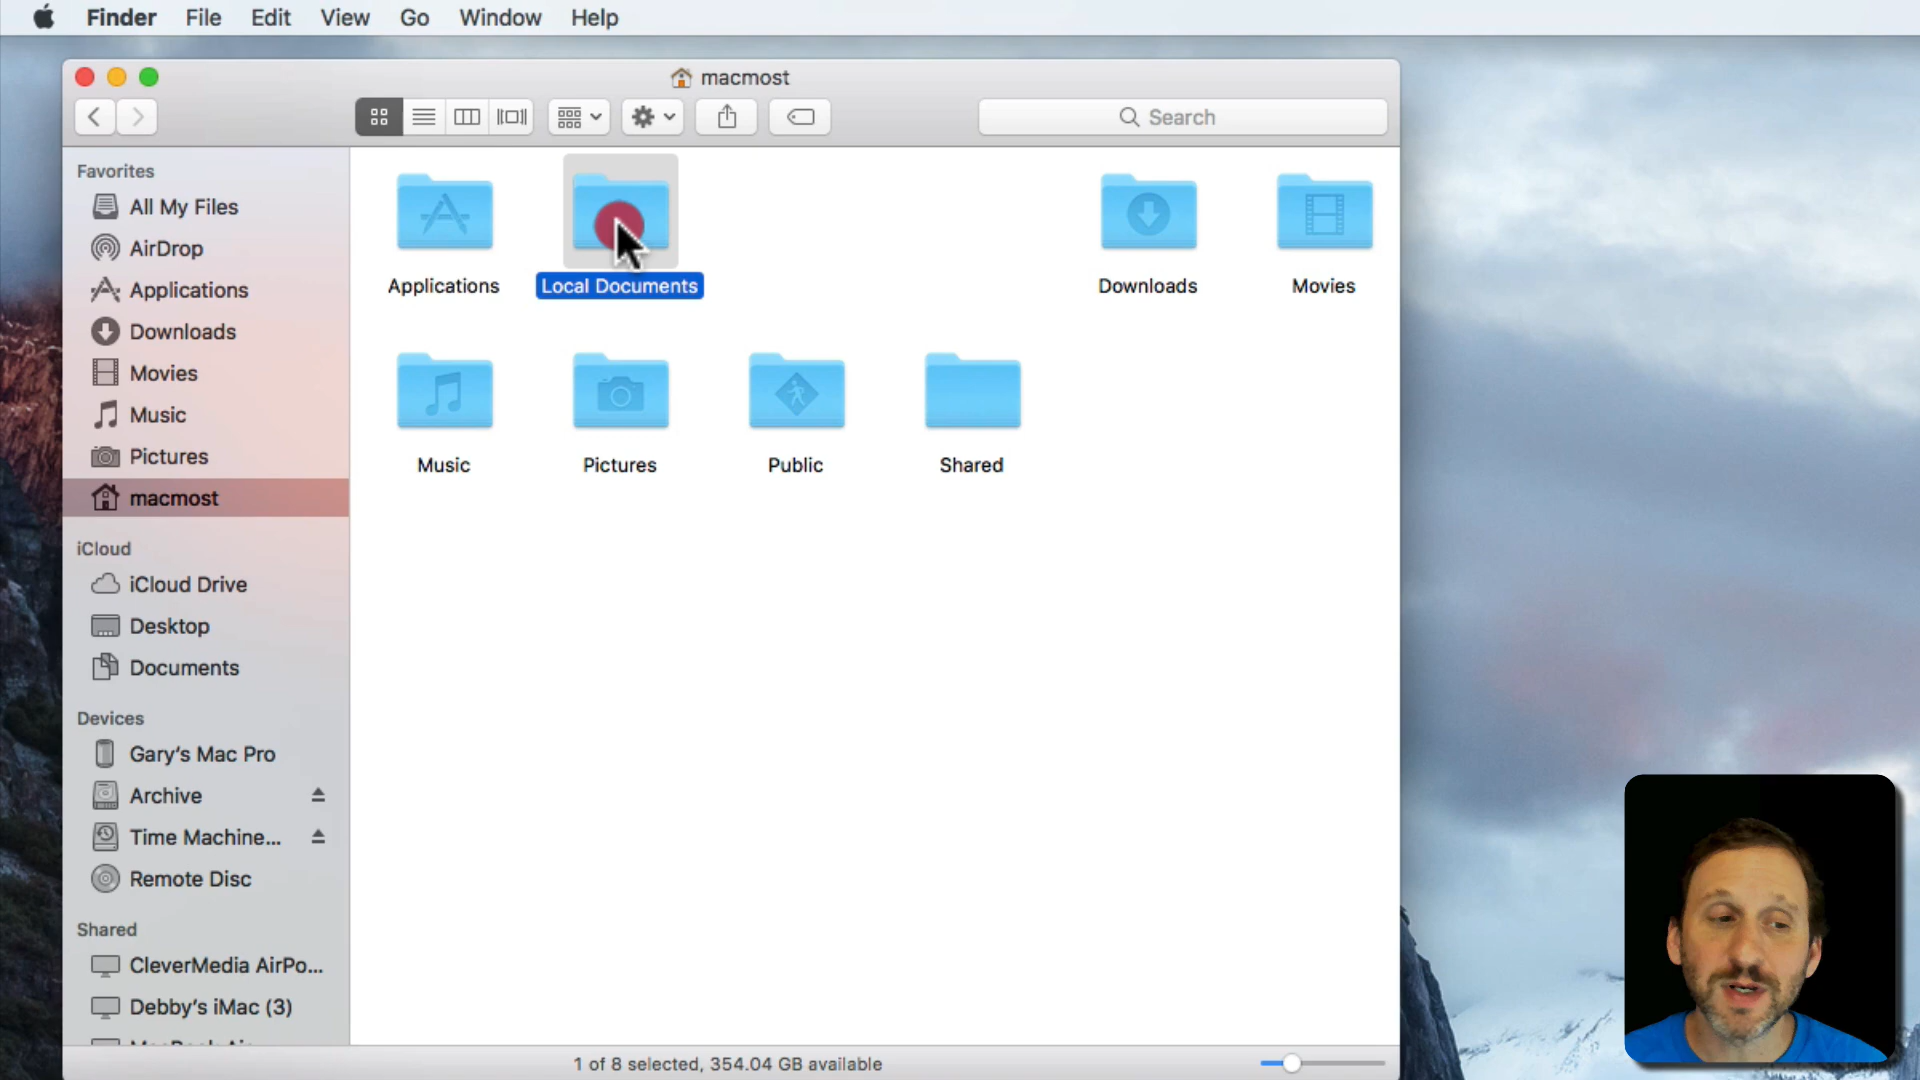 Finder File Edit View Go Window Help
macmost
Search
Favorites
All My Files
AirDrop
Applications
Downloads
Movies
Music
Pictures
macmost
iCloud
iCloud Drive
Desktop
Documents
Devices
Gary's Mac Pro
Archive
Time Machine...
Remote Disc
Shared
CleverMedia AirPo...
Debby's iMac (3)
Applications
Local Documents
Downloads
Movies
Music
Pictures
Public
Shared
1 of 8 selected, 354.04 GB available